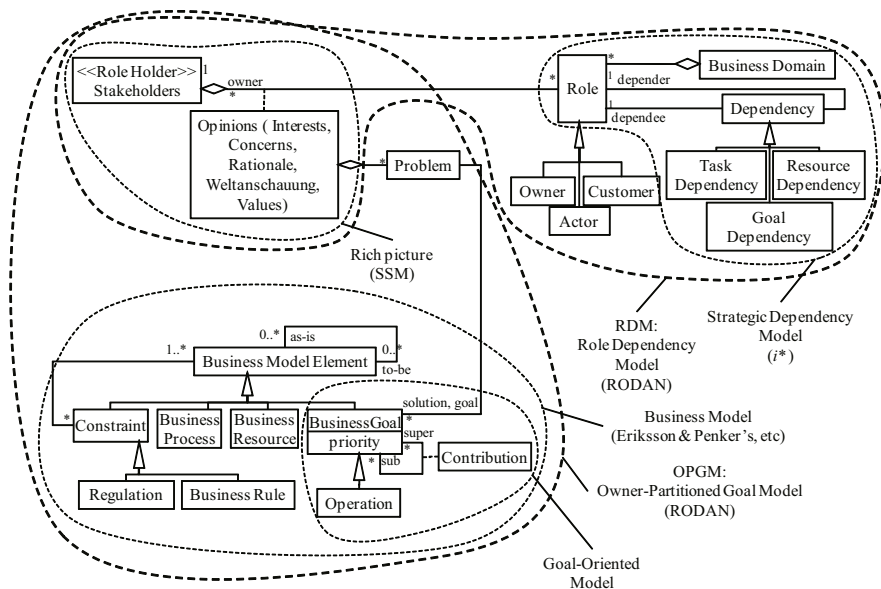 <<Role Holder>>
Stakeholders
1
owner
*
Opinions ( Interests,
Concerns,
Rationale,
Weltanschauung,
Values)
*
Problem
*
Role
*
1
depender
1
dependee
Business Domain
Dependency
Task
Dependency
Resource
Dependency
Goal
Dependency
Owner
Customer
Actor
Rich picture
(SSM)
RDM:
Role Dependency
Model
(RODAN)
Strategic Dependency
Model
(i*)
0..*
as-is
1..*
Business Model Element
0..*
to-be
*
Constraint
Business
Process
Business
Resource
solution, goal
BusinessGoal
*
priority
super
*
*
sub
Contribution
Regulation
Business Rule
Operation
Business Model
(Eriksson & Penker's, etc)
OPGM:
Owner-Partitioned Goal Model
(RODAN)
Goal-Oriented
Model